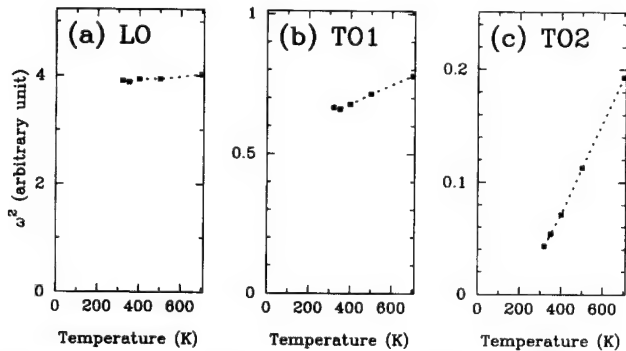 (a) LO
(b) TO1
(c) TO2
ω² (arbitrary unit)
6
4
2
0
1
0.5
0
0.2
0.1
0
0 200 400 600
0 200 400 600
0 200 400 600
Temperature (K)
Temperature (K)
Temperature (K)